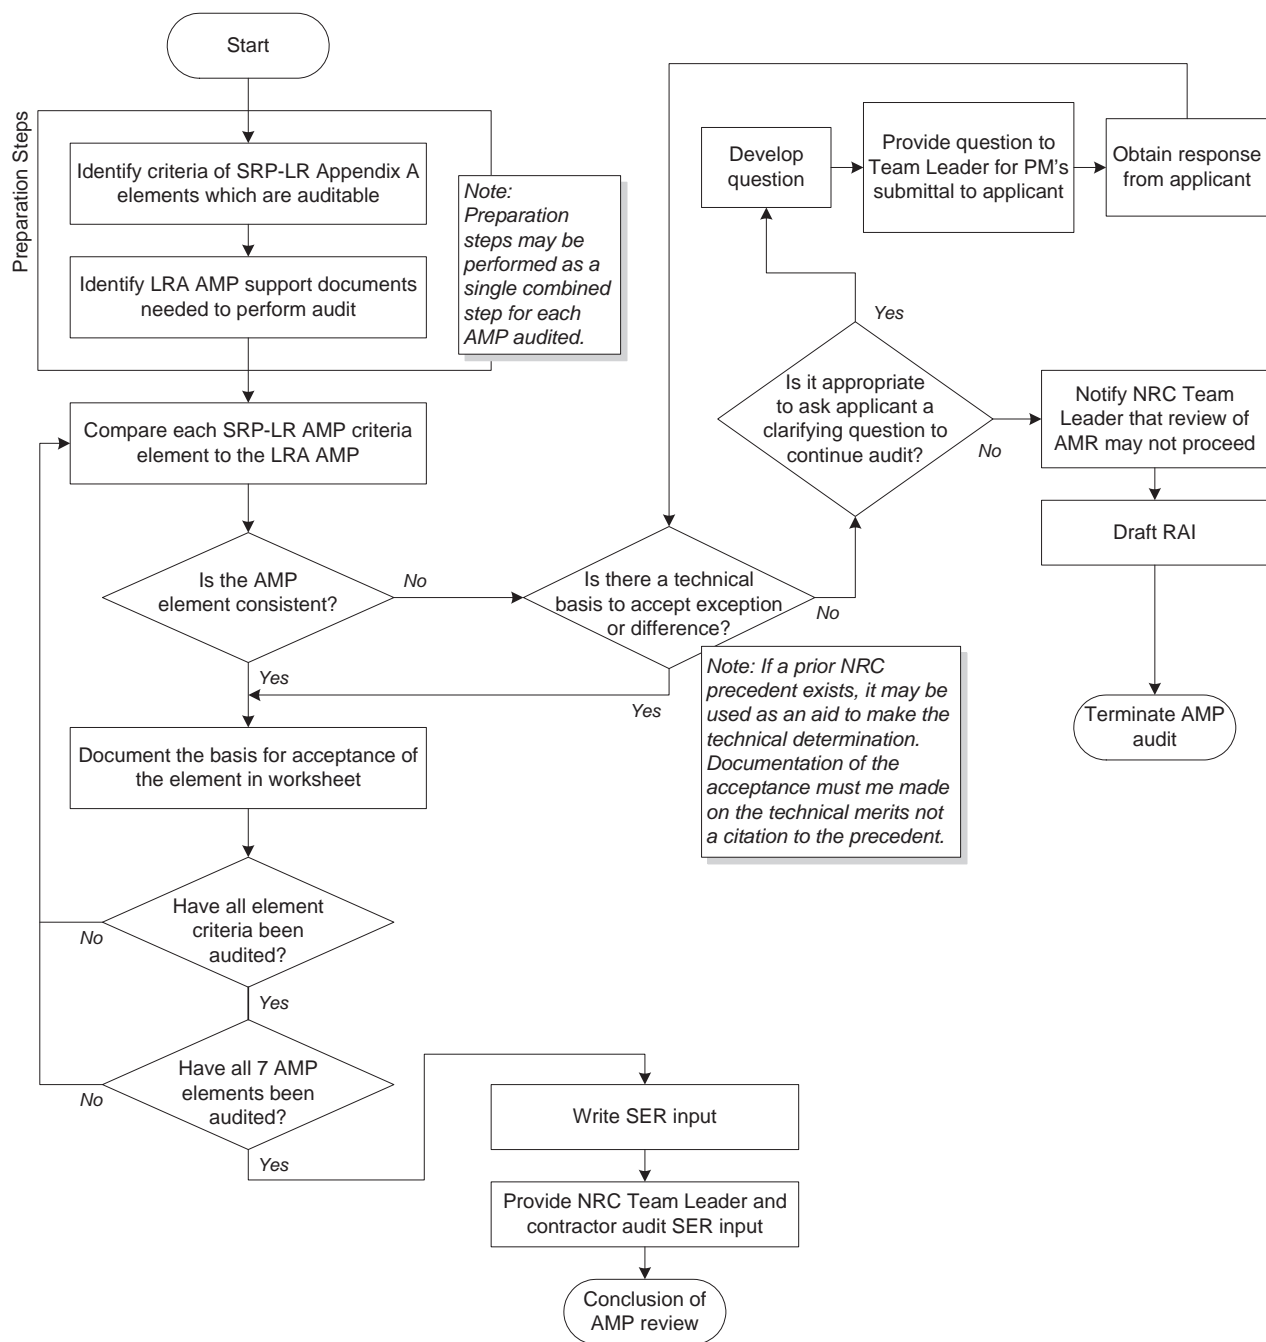 Start
Preparation Steps
Identify criteria of SRP-LR Appendix A
elements which are auditable
Identify LRA AMP support documents
needed to perform audit
Note:
Preparation
steps may be
performed as a
single combined
step for each
AMP audited.
Compare each SRP-LR AMP criteria
element to the LRA AMP
Is the AMP
element consistent?
No
Yes
Is there a technical
basis to accept exception
or difference?
No
Yes
Note: If a prior NRC
precedent exists, it may be
used as an aid to make the
technical determination.
Documentation of the
acceptance must me made
on the technical merits not
a citation to the precedent.
Is it appropriate
to ask applicant a
clarifying question to
continue audit?
Yes
No
Develop
question
Provide question to
Team Leader for PM's
submittal to applicant
Obtain response
from applicant
Notify NRC Team
Leader that review of
AMR may not proceed
Draft RAI
Terminate AMP
audit
Document the basis for acceptance of
the element in worksheet
Have all element
criteria been
audited?
No
Yes
Have all 7 AMP
elements been
audited?
No
Yes
Write SER input
Provide NRC Team Leader and
contractor audit SER input
Conclusion of
AMP review